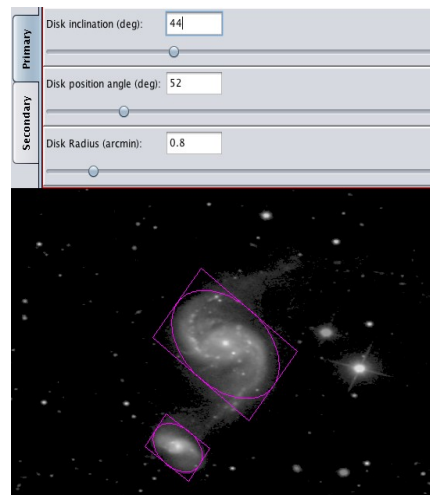 Primary
Secondary
Disk inclination (deg): 44
Disk position angle (deg): 52
Disk Radius (arcmin): 0.8